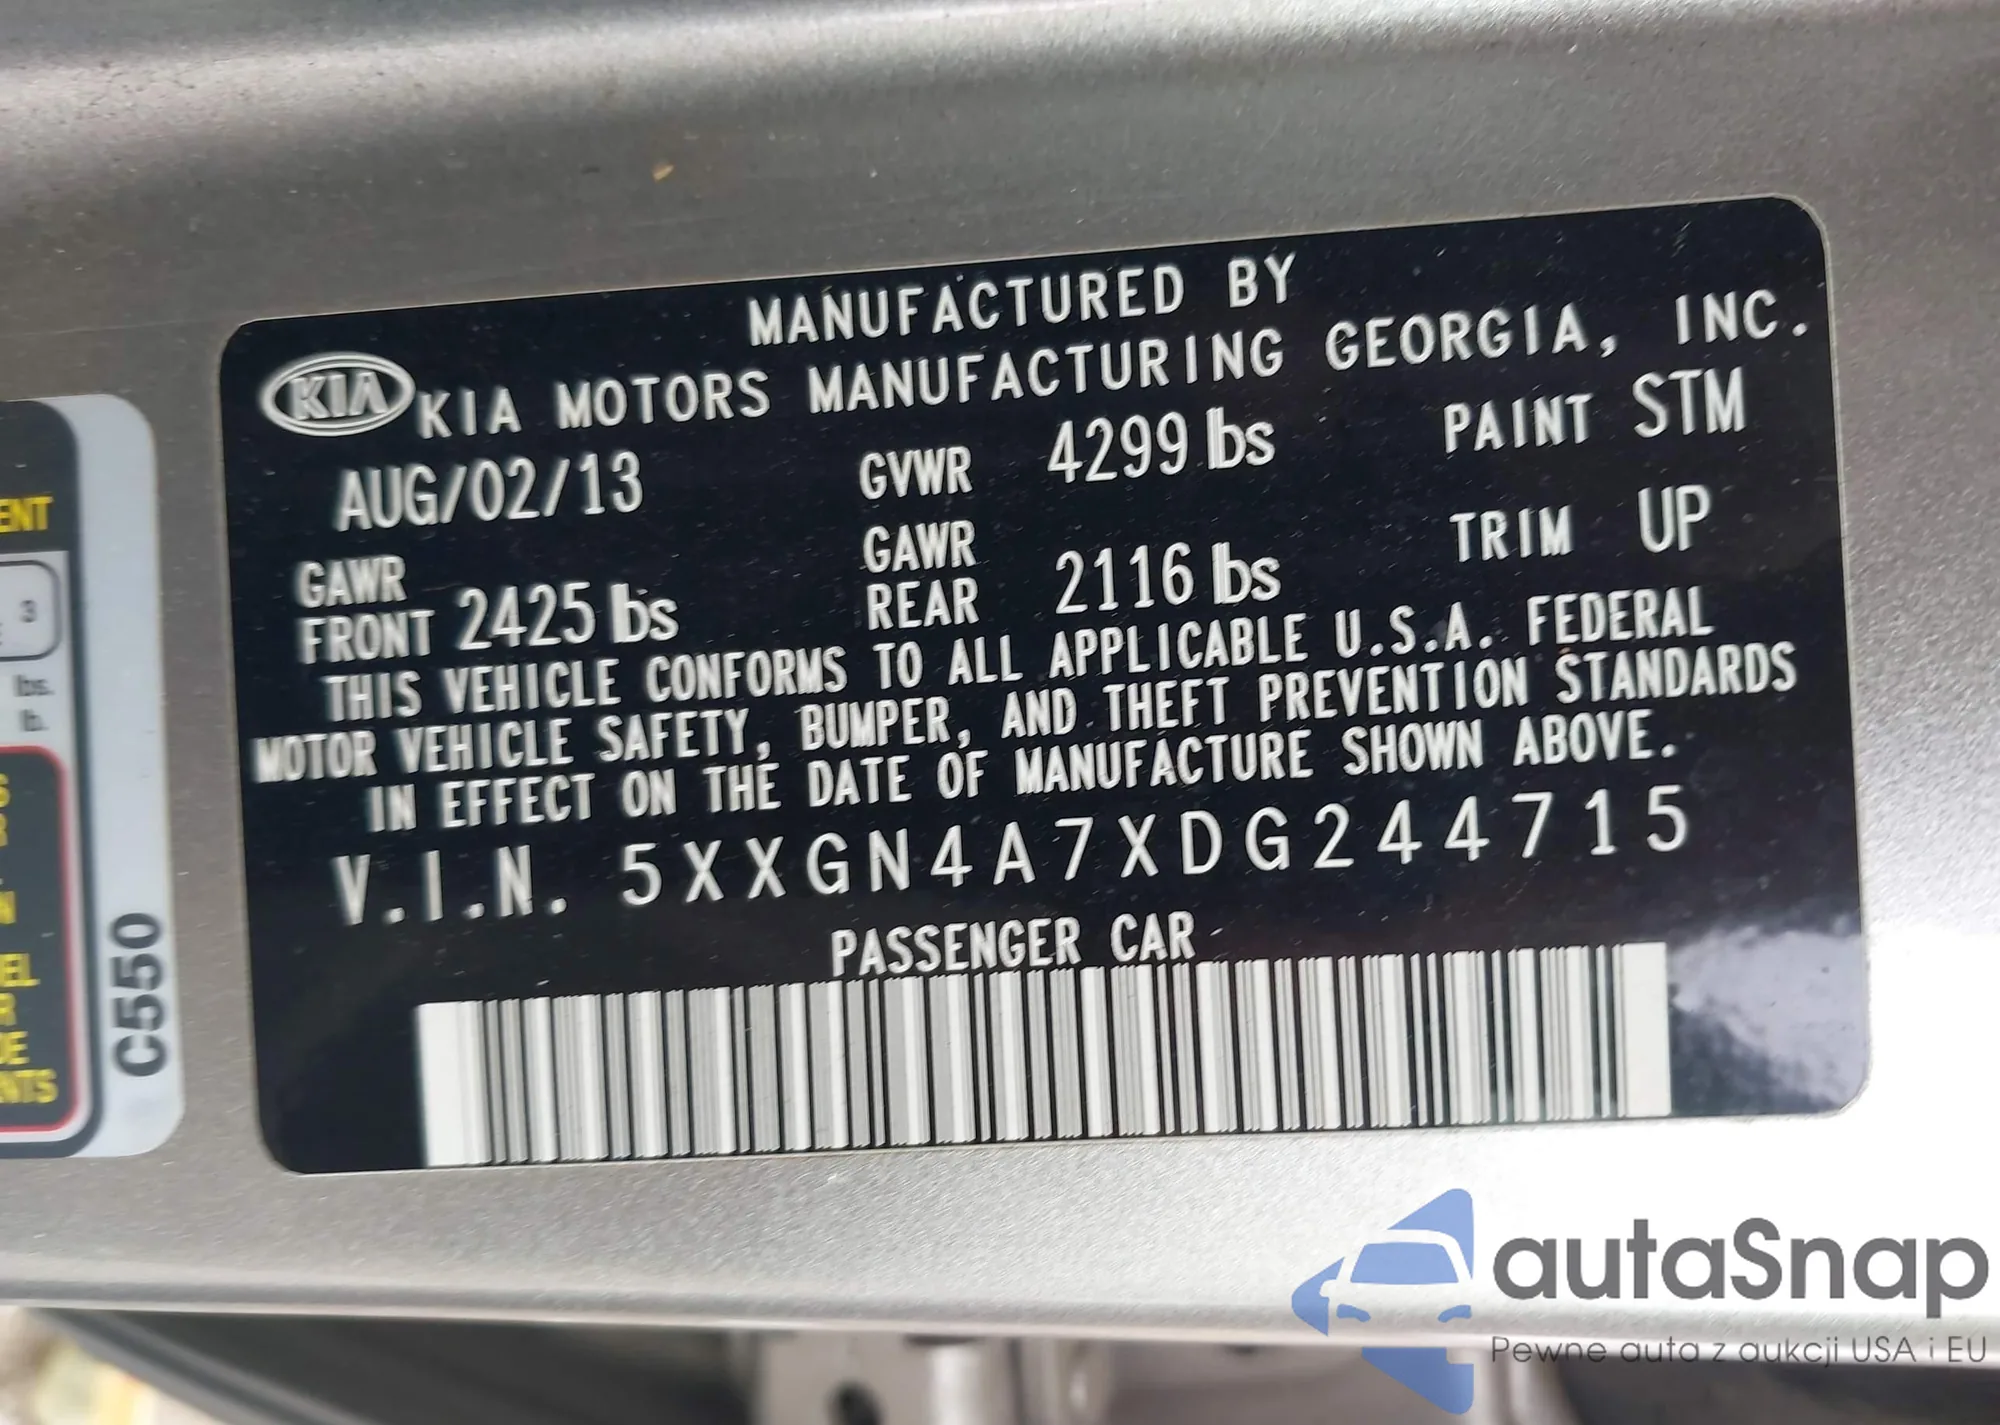 MANUFACTURED BY
KIA KIA MOTORS MANUFACTURING GEORGIA, INC.
AUG/02/13 GVWR 4299 lbs PAINT STM
GAWR FRONT 2425 lbs GAWR REAR 2116 lbs TRIM UP
THIS VEHICLE CONFORMS TO ALL APPLICABLE U.S.A. FEDERAL
MOTOR VEHICLE SAFETY, BUMPER, AND THEFT PREVENTION STANDARDS
IN EFFECT ON THE DATE OF MANUFACTURE SHOWN ABOVE.
V.I.N. 5XXGN4A7XDG244715
PASSENGER CAR
3
lbs.
lb.
C550
autaSnap
Pewne auta z aukcji USA i EU